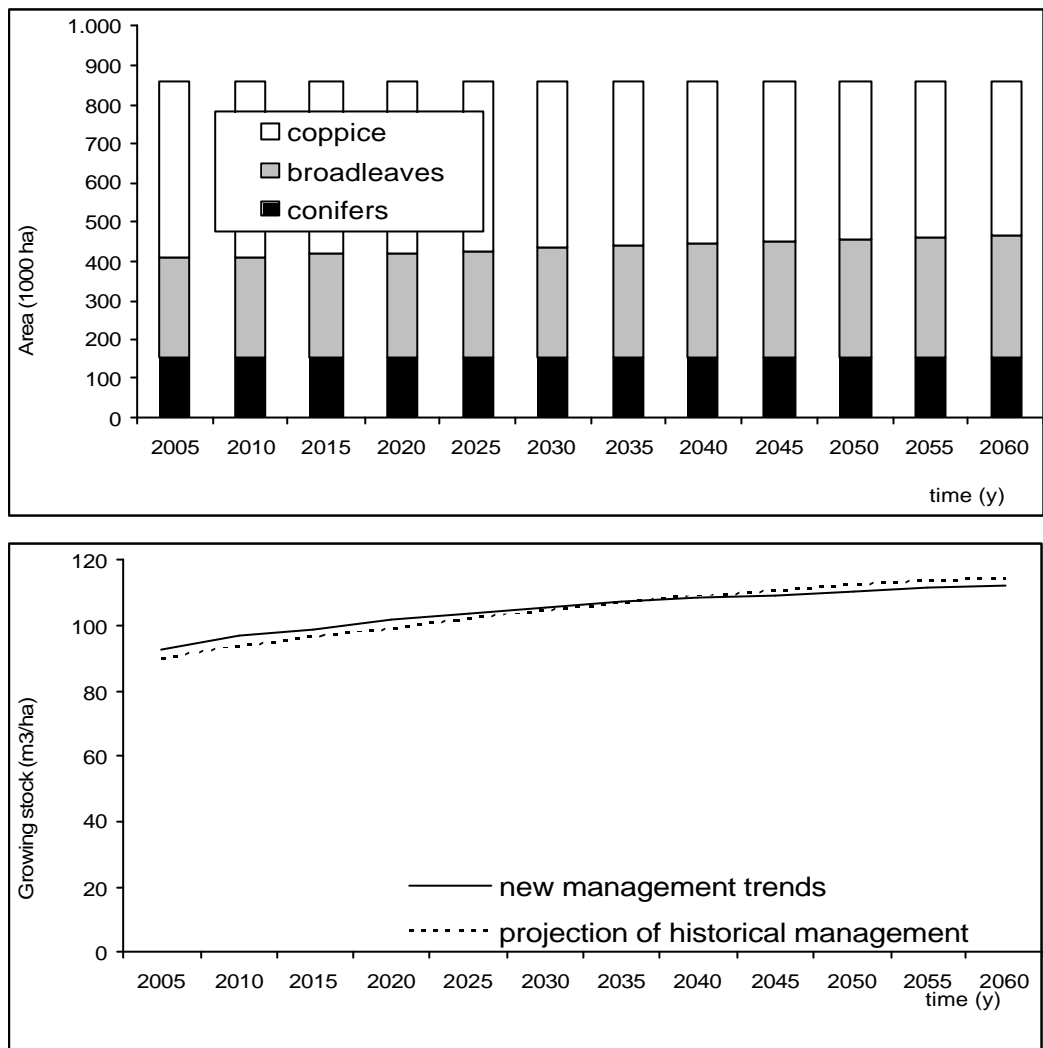 1.000
900
800
700
600
500
400
300
200
100
0
Area (1000 ha)
coppice
broadleaves
conifers
2005 2010 2015 2020 2025 2030 2035 2040 2045 2050 2055 2060
time (y)
120
100
80
60
40
20
0
Growing stock (m3/ha)
new management trends
projection of historical management
2005 2010 2015 2020 2025 2030 2035 2040 2045 2050 2055 2060
time (y)